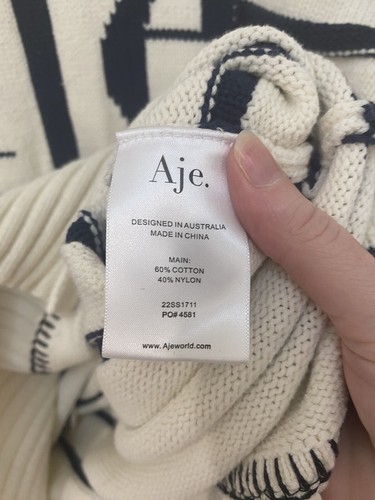 Aje.
DESIGNED IN AUSTRALIA
MADE IN CHINA
MAIN:
60% COTTON
40% NYLON
22SS1711
PO# 4581
www.Ajeworld.com